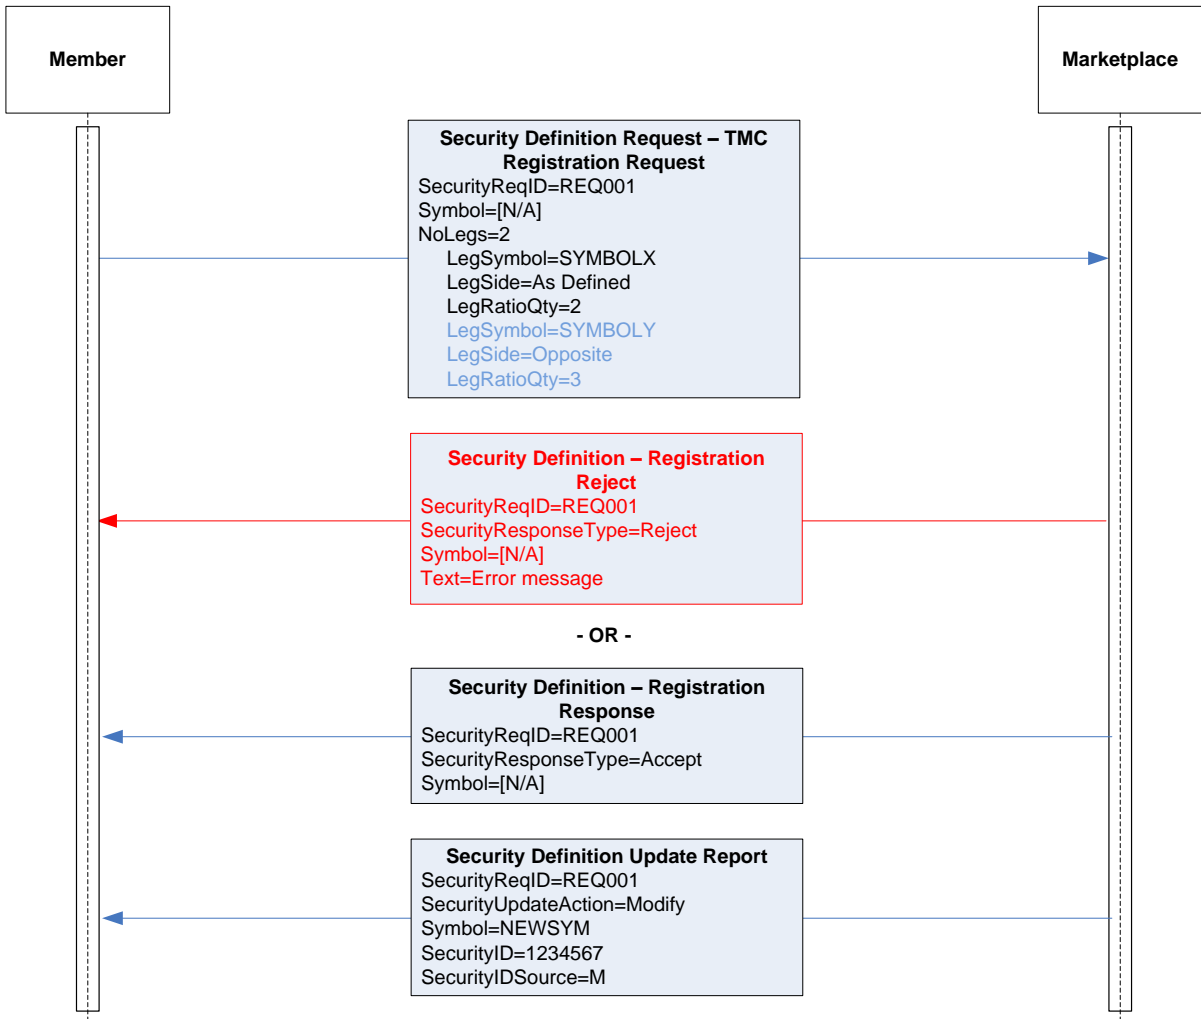 Member
Marketplace
Security Definition Request – TMC
Registration Request
SecurityReqID=REQ001
Symbol=[N/A]
NoLegs=2
LegSymbol=SYMBOLX
LegSide=As Defined
LegRatioQty=2
LegSymbol=SYMBOLY
LegSide=Opposite
LegRatioQty=3
Security Definition – Registration
Reject
SecurityReqID=REQ001
SecurityResponseType=Reject
Symbol=[N/A]
Text=Error message
- OR -
Security Definition – Registration
Response
SecurityReqID=REQ001
SecurityResponseType=Accept
Symbol=[N/A]
Security Definition Update Report
SecurityReqID=REQ001
SecurityUpdateAction=Modify
Symbol=NEWSYM
SecurityID=1234567
SecurityIDSource=M